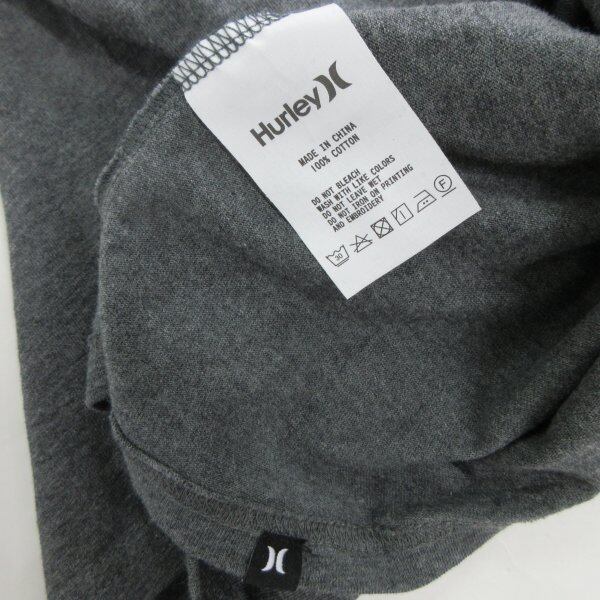 Hurley
MADE IN CHINA
100% COTTON
DO NOT BLEACH
WASH WITH LIKE COLORS
DO NOT LEAVE WET
DO NOT IRON ON PRINTING
AND EMBROIDERY
30
F